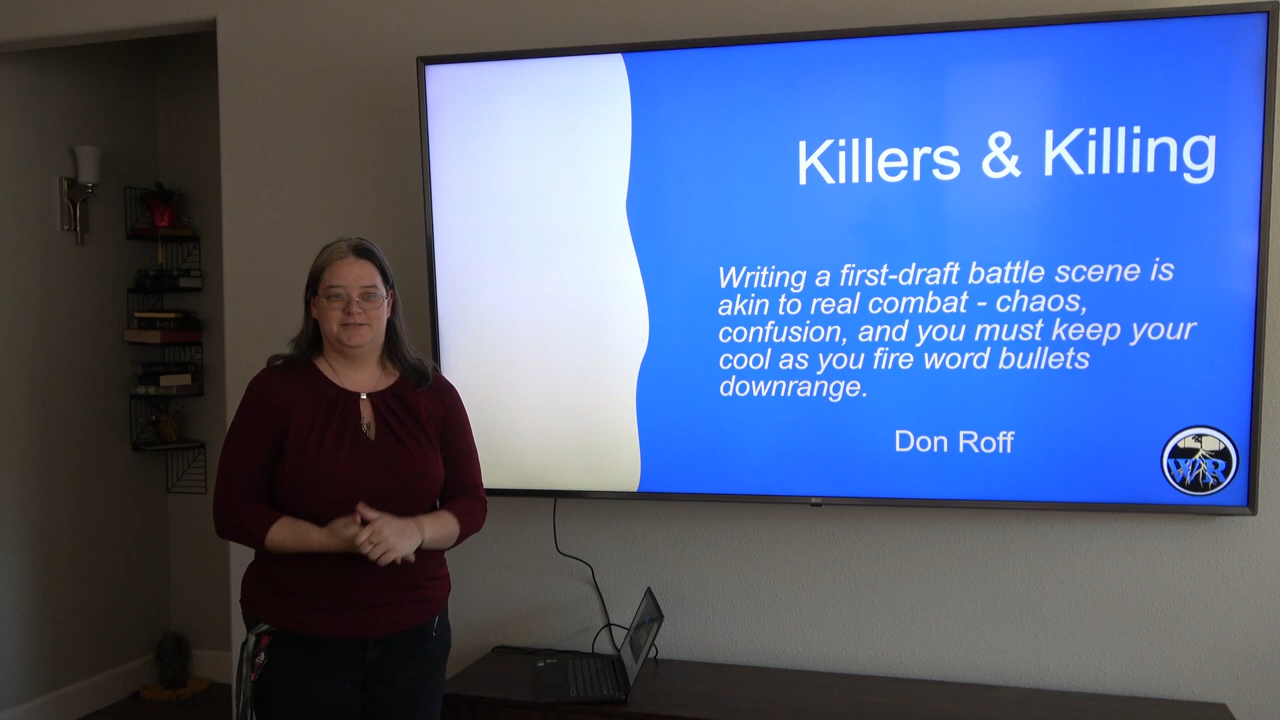 Killers & Killing
Writing a first-draft battle scene is
akin to real combat - chaos,
confusion, and you must keep your
cool as you fire word bullets
downrange.
Don Roff
WR